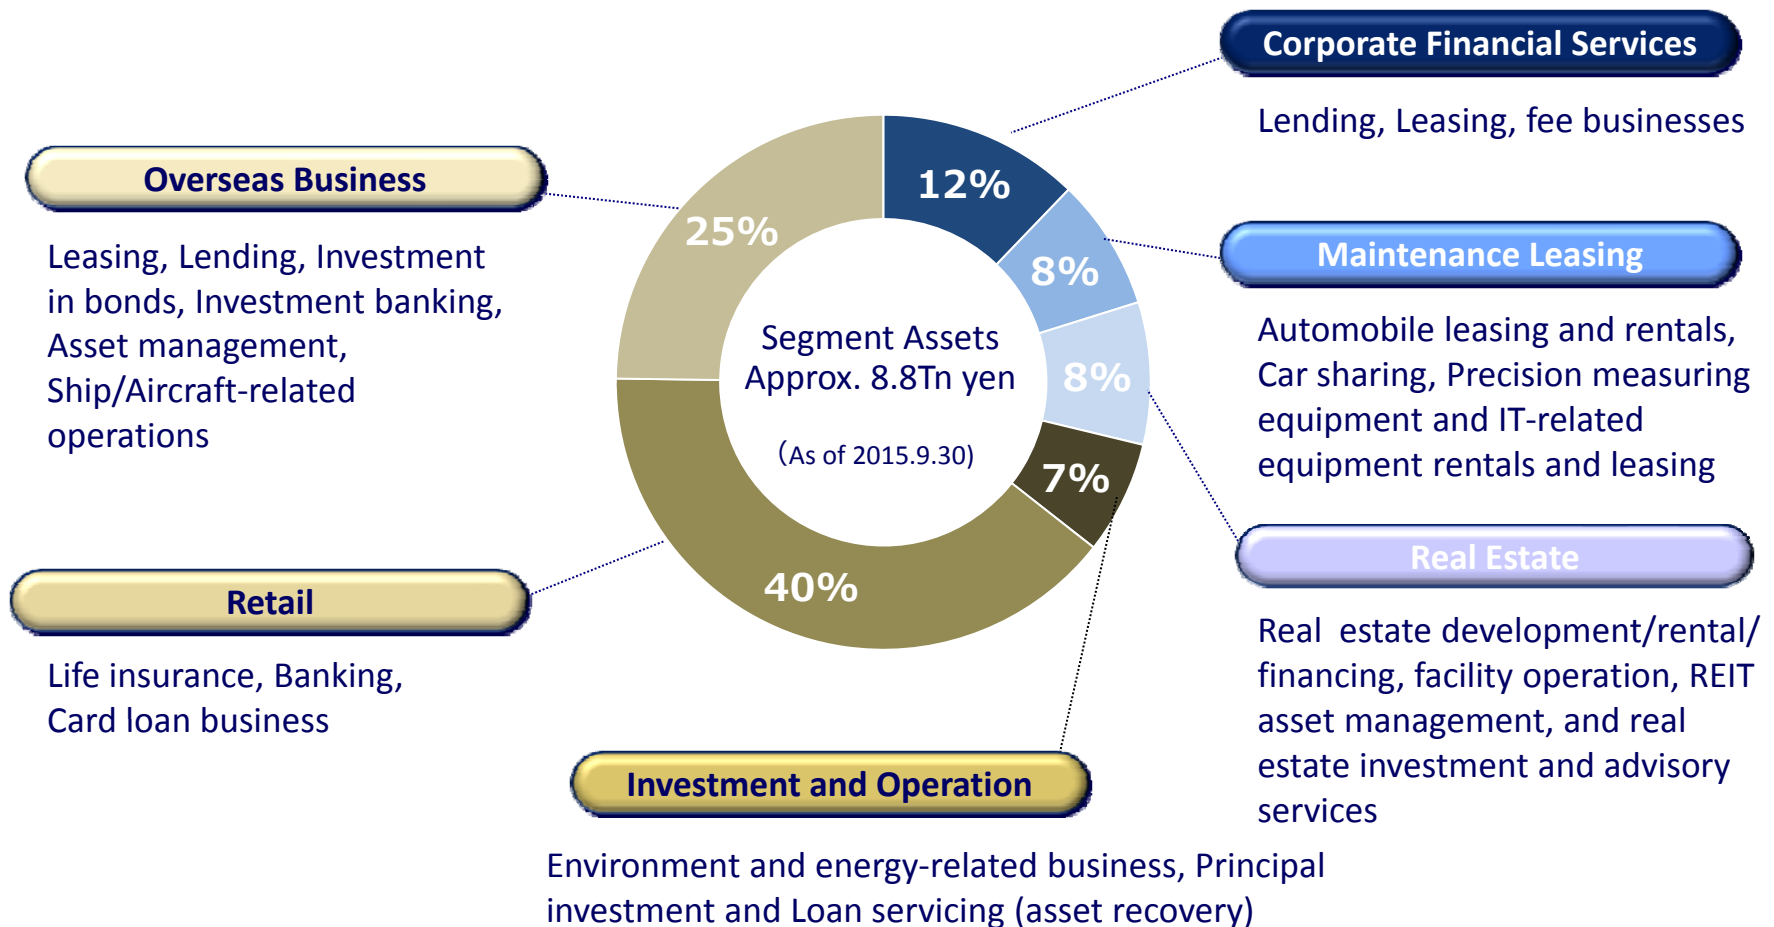 Corporate Financial Services
Lending, Leasing, fee businesses
12%
Maintenance Leasing
8%
Automobile leasing and rentals,
Car sharing, Precision measuring
equipment and IT-related
equipment rentals and leasing
Real Estate
8%
Real estate development/rental/
financing, facility operation, REIT
asset management, and real
estate investment and advisory
services
Investment and Operation
7%
Environment and energy-related business, Principal
investment and Loan servicing (asset recovery)
Retail
40%
Life insurance, Banking,
Card loan business
Overseas Business
25%
Leasing, Lending, Investment
in bonds, Investment banking,
Asset management,
Ship/Aircraft-related
operations
Segment Assets
Approx. 8.8Tn yen
（As of 2015.9.30)